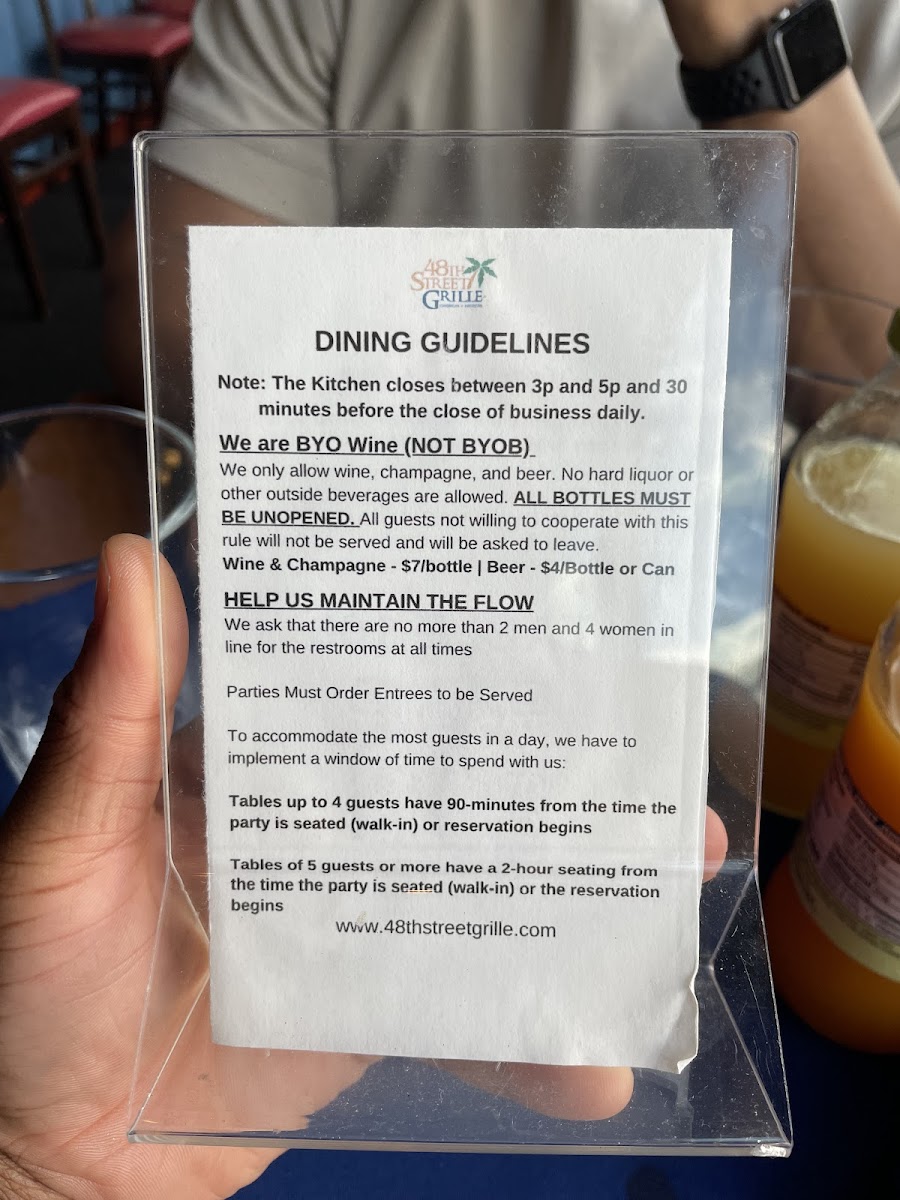 48TH
STREET
GRILLE
DINING GUIDELINES
Note: The Kitchen closes between 3p and 5p and 30
minutes before the close of business daily.
We are BYO Wine (NOT BYOB)
We only allow wine, champagne, and beer. No hard liquor or
other outside beverages are allowed. ALL BOTTLES MUST
BE UNOPENED. All guests not willing to cooperate with this
rule will not be served and will be asked to leave.
Wine & Champagne - $7/bottle | Beer - $4/Bottle or Can
HELP US MAINTAIN THE FLOW
We ask that there are no more than 2 men and 4 women in
line for the restrooms at all times
Parties Must Order Entrees to be Served
To accommodate the most guests in a day, we have to
implement a window of time to spend with us:
Tables up to 4 guests have 90-minutes from the time the
party is seated (walk-in) or reservation begins
Tables of 5 guests or more have a 2-hour seating from
the time the party is seated (walk-in) or the reservation
begins
www.48thstreetgrille.com